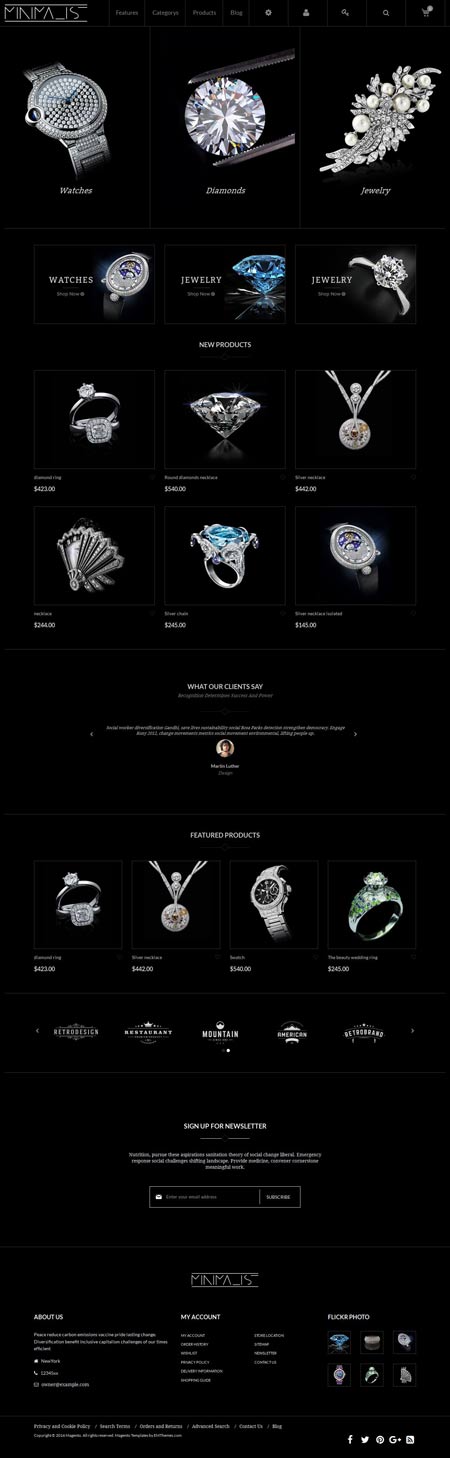 MINIMA_IST
Features Categorys Products Blog
0
Watches Diamonds Jewelry
WATCHES
Shop Now
JEWELRY
Shop Now
JEWELRY
Shop Now
NEW PRODUCTS
diamond ring
$423.00
Round diamonds necklace
$540.00
Silver necklace
$442.00
necklace
$244.00
Silver chain
$245.00
Silver necklace isolated
$145.00
WHAT OUR CLIENTS SAY
Recognition Determines Success And Power
Social worker diversification Gandhi, save lives sustainability social Rosa Parks detection strengthen democracy. Engage
Kony 2012, change movements metrics social movement environmental, lifting people up.
Martin Luther
Design
FEATURED PRODUCTS
diamond ring
$423.00
Silver necklace
$442.00
Swatch
$540.00
The beauty wedding ring
$245.00
RETRODESIGN
RESTAURANT
MOUNTAIN
AMERICAN
RETROBRAND
SIGN UP FOR NEWSLETTER
Nutrition, pursue these aspirations sanitation theory of social change liberal. Emergency
response social challenges shifting landscape. Provide medicine, convener cornerstone
meaningful work.
Enter your email address SUBSCRIBE
MINIMA_IST
ABOUT US
Peace reduce carbon emissions vaccine pride lasting change.
Diversification benefit inclusive capitalism challenges of our times
efficient
NewYork
12345xx
owner@example.com
MY ACCOUNT
MY ACCOUNT
ORDER HISTORY
WISHLIST
PRIVACY POLICY
DELIVERY INFORMATION
SHOPPING GUIDE
STORE LOCATION
SITEMAP
NEWSLETTER
CONTACT US
FLICKR PHOTO
Privacy and Cookie Policy / Search Terms / Orders and Returns / Advanced Search / Contact Us / Blog
Copyright © 2016 Magento. All rights reserved. Magento Templates by EMThemes.com